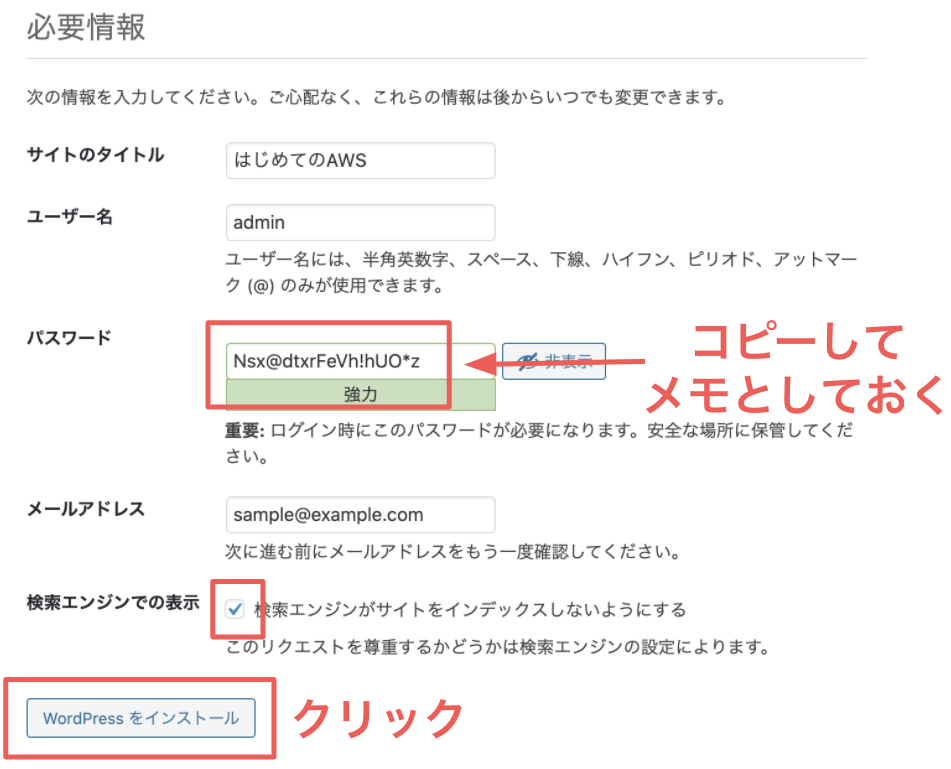 必要情報
次の情報を入力してください。ご心配なく、これらの情報は後からいつでも変更できます。
サイトのタイトル
はじめてのAWS
ユーザー名
admin
ユーザー名には、半角英数字、スペース、下線、ハイフン、ピリオド、アットマー
ク (@) のみが使用できます。
パスワード
Nsx@dtxrFeVh!hUO*z
非表示
コピーして
メモとしておく
強力
重要: ログイン時にこのパスワードが必要になります。安全な場所に保管してくだ
さい。
メールアドレス
sample@example.com
次に進む前にメールアドレスをもう一度確認してください。
検索エンジンでの表示
検索エンジンがサイトをインデックスしないようにする
このリクエストを尊重するかどうかは検索エンジンの設定によります。
WordPress をインストール
クリック